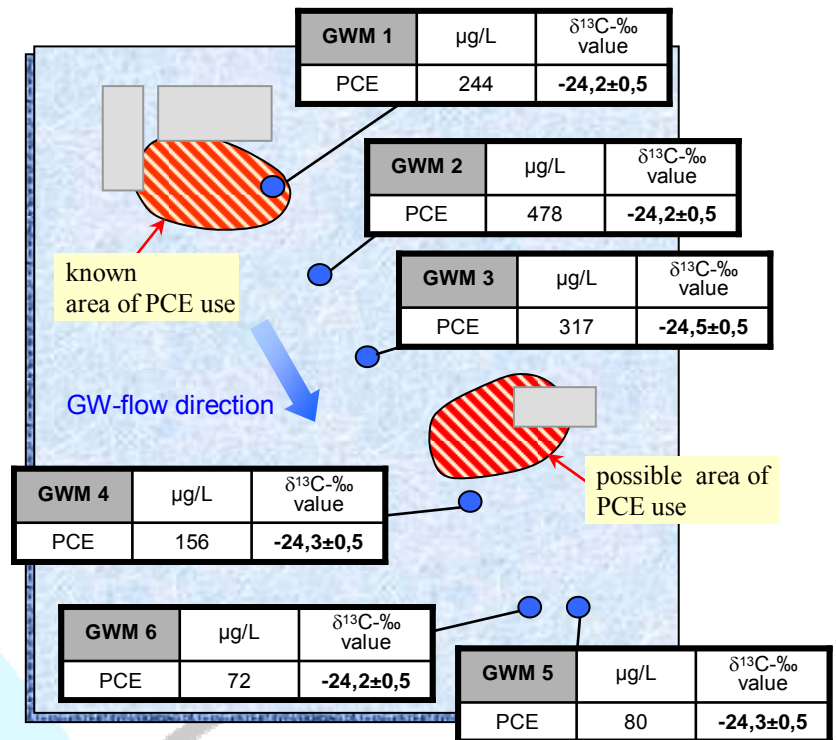 GWM 1 µg/L δ¹³C-‰ value
PCE 244 -24,2±0,5
GWM 2 µg/L δ¹³C-‰ value
PCE 478 -24,2±0,5
known
area of PCE use
GWM 3 µg/L δ¹³C-‰ value
PCE 317 -24,5±0,5
GW-flow direction
possible area of
PCE use
GWM 4 µg/L δ¹³C-‰ value
PCE 156 -24,3±0,5
GWM 6 µg/L δ¹³C-‰ value
PCE 72 -24,2±0,5
GWM 5 µg/L δ¹³C-‰ value
PCE 80 -24,3±0,5